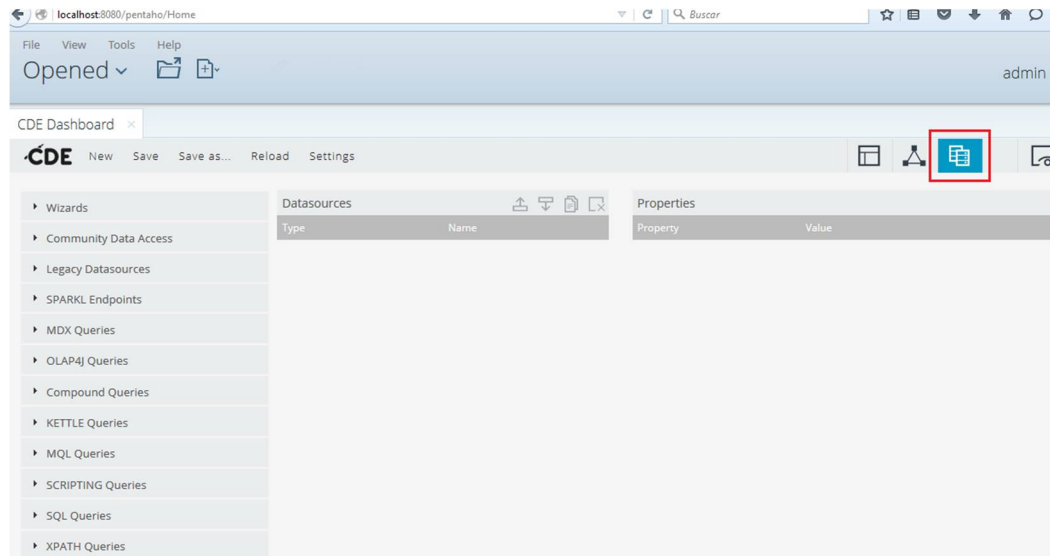 localhost:8080/pentaho/Home
Buscar
File View Tools Help
Opened
admin
CDE Dashboard ×
CDE New Save Save as... Reload Settings
Wizards
Community Data Access
Legacy Datasources
SPARKL Endpoints
MDX Queries
OLAP4J Queries
Compound Queries
KETTLE Queries
MQL Queries
SCRIPTING Queries
SQL Queries
XPATH Queries
Datasources
Type Name
Properties
Property Value